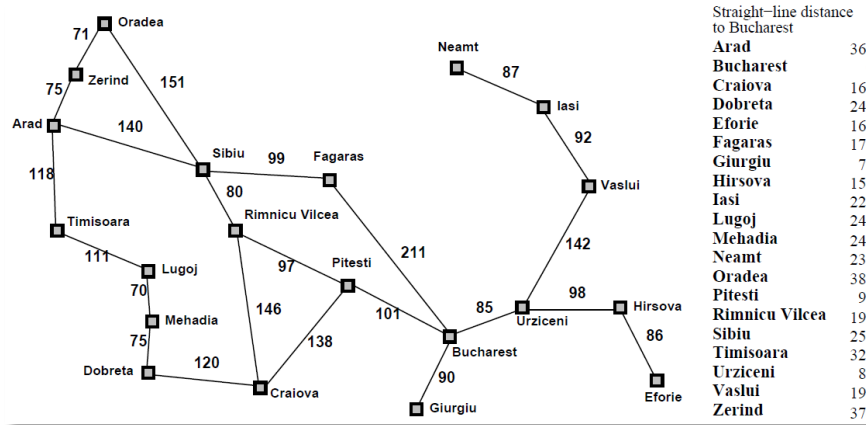 Oradea
71
Zerind
75
151
Arad
140
118
Sibiu
99
Fagaras
80
Timisoara
Rimnicu Vilcea
111
Lugoj
97
Pitesti
211
70
Mehadia
146
101
75
138
Dobreta
120
Craiova
Bucharest
90
Giurgiu
85
Urziceni
98
Hirsova
86
Eforie
142
Vaslui
92
Iasi
87
Neamt
Straight-line distance
to Bucharest
Arad 36
Bucharest
Craiova 16
Dobreta 24
Eforie 16
Fagaras 17
Giurgiu 7
Hirsova 15
Iasi 22
Lugoj 24
Mehadia 24
Neamt 23
Oradea 38
Pitesti 9
Rimnicu Vilcea 19
Sibiu 25
Timisoara 32
Urziceni 8
Vaslui 19
Zerind 37